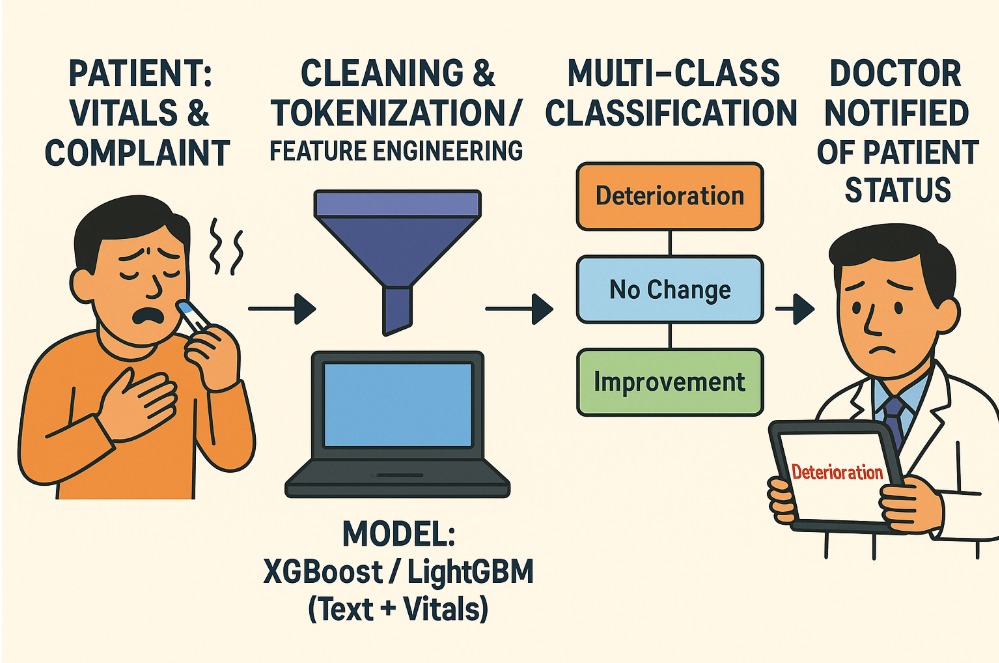 PATIENT:
VITALS &
COMPLAINT
CLEANING &
TOKENIZATION/
FEATURE ENGINEERING
MODEL:
XGBoost / LightGBM
(Text + Vitals)
MULTI-CLASS
CLASSIFICATION
Deterioration
No Change
Improvement
DOCTOR
NOTIFIED
OF PATIENT
STATUS
Deterioration